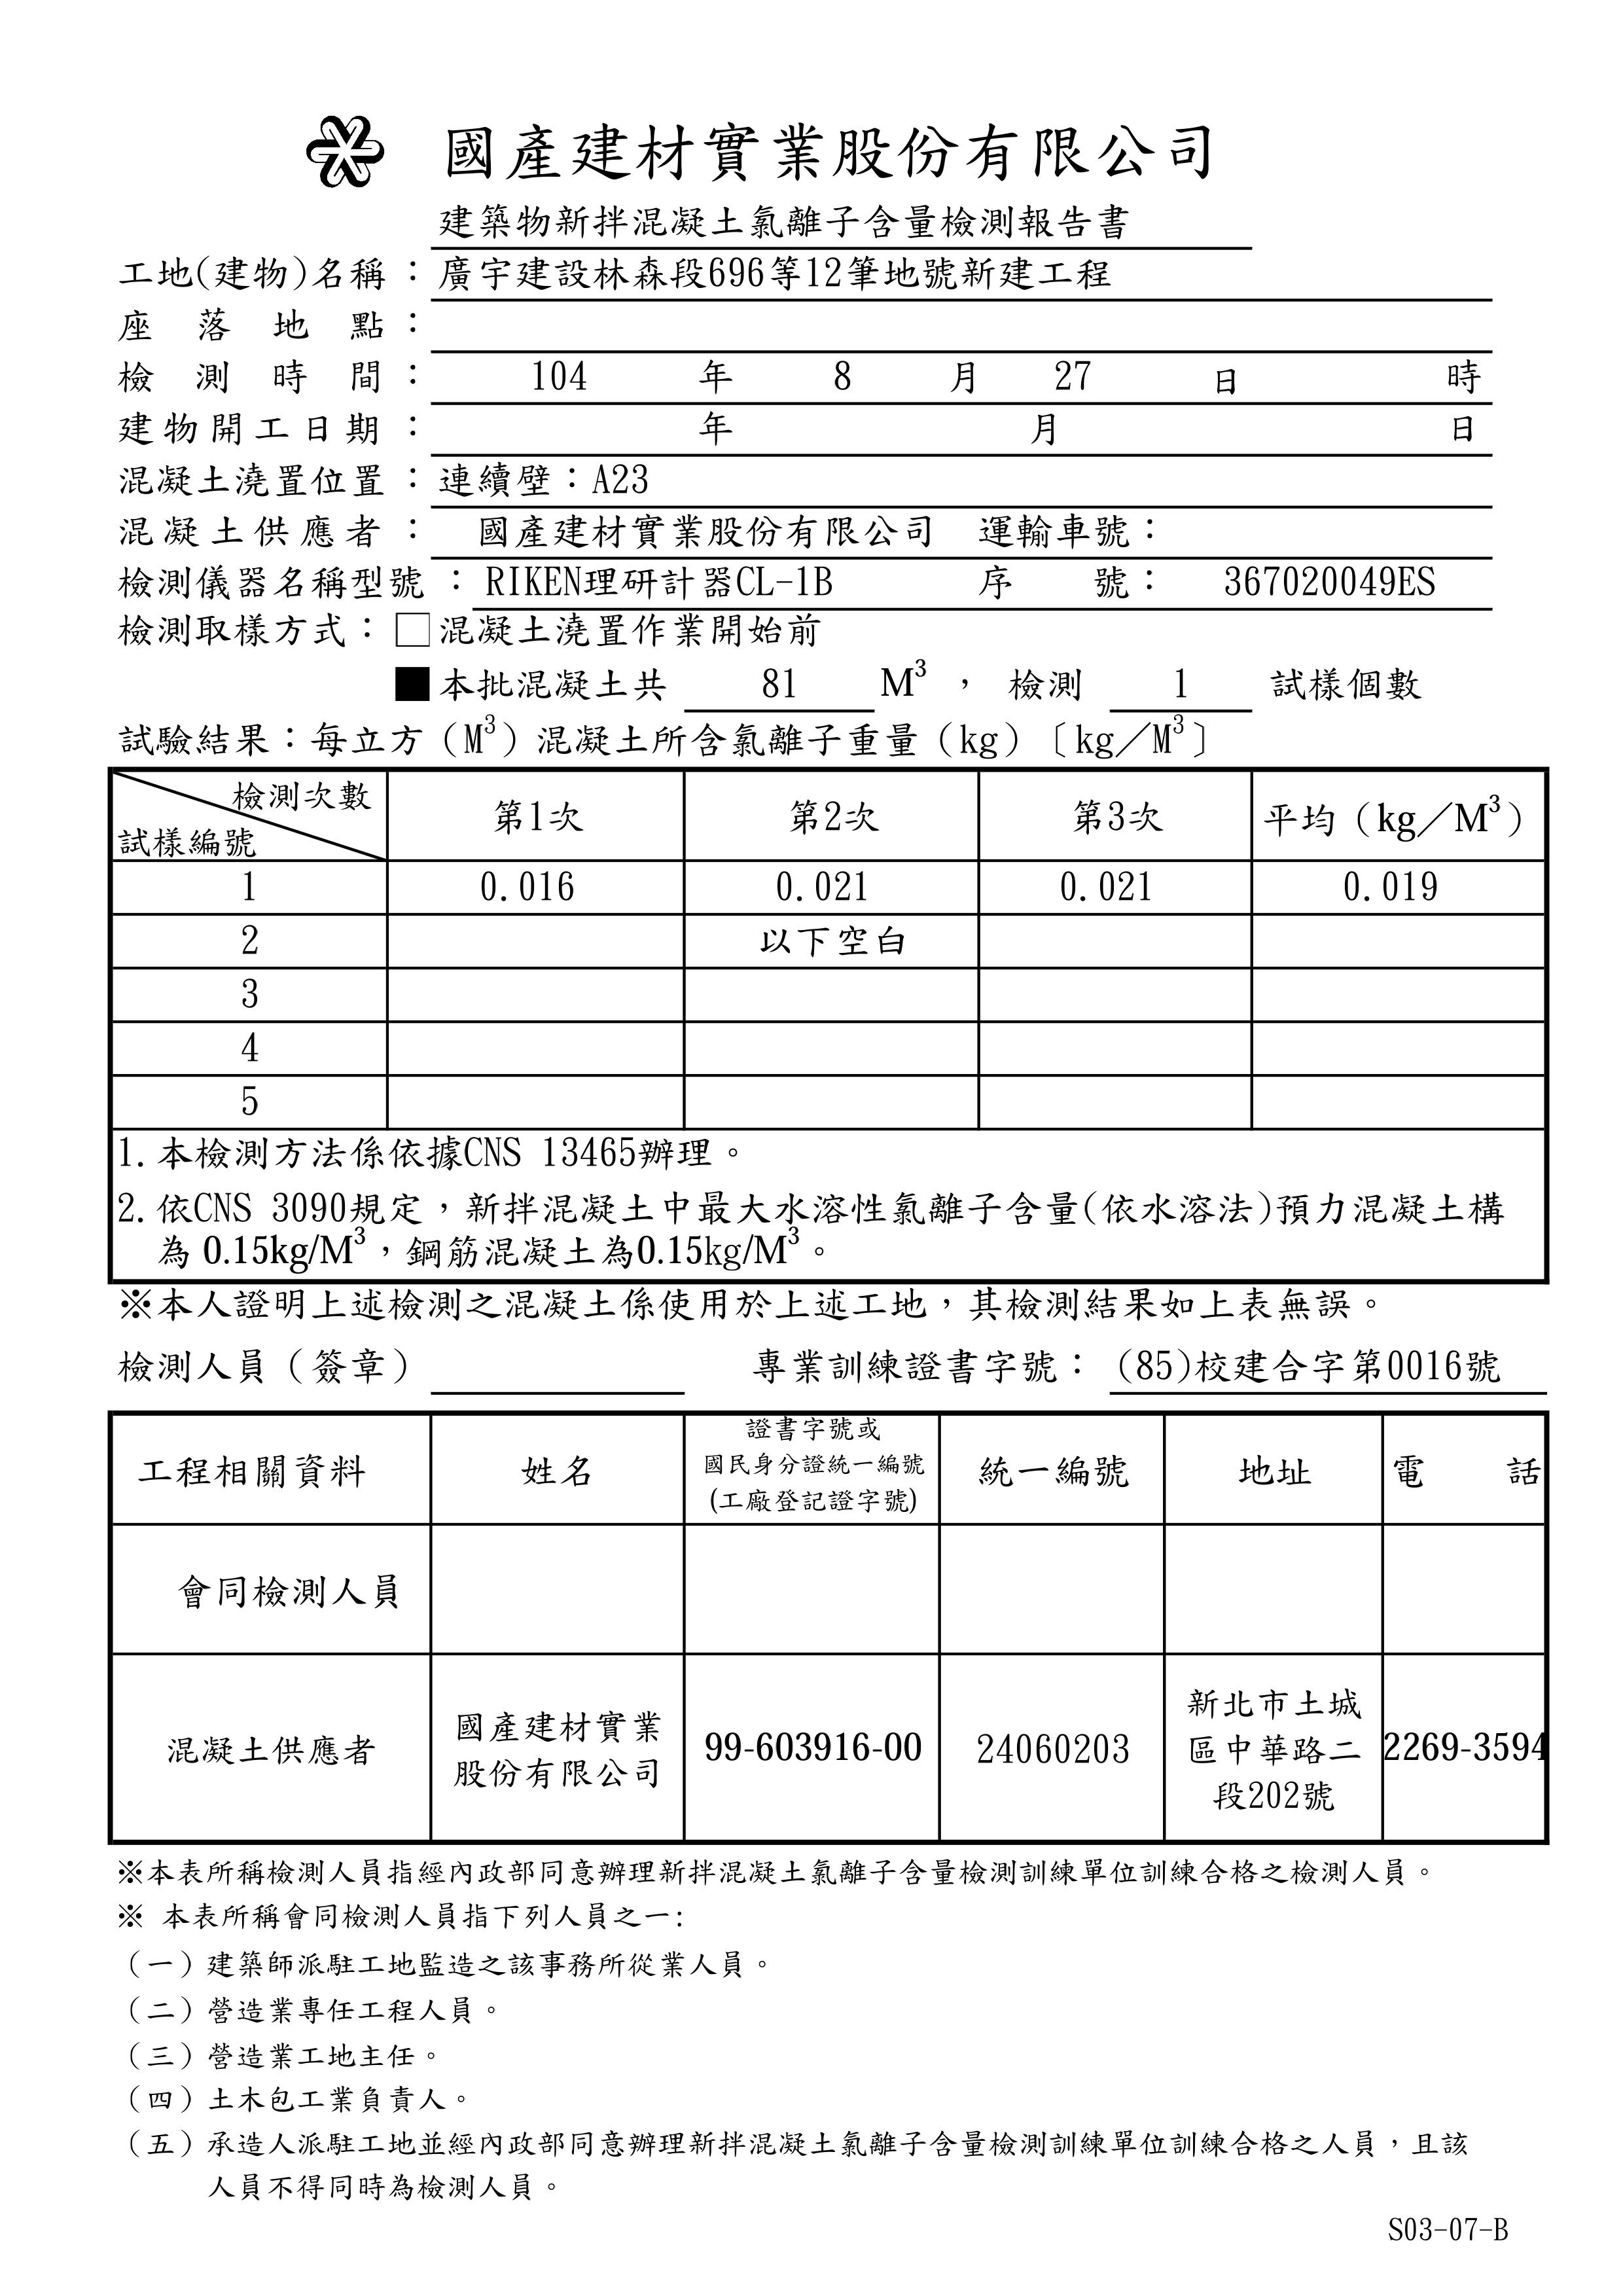 國產建材實業股份有限公司
建築物新拌混凝土氯離子含量檢測報告書
工地(建物)名稱：廣宇建設林森段696等12筆地號新建工程
座落地點：
檢測時間：104 年 8 月 27 日 時
建物開工日期： 年 月 日
混凝土澆置位置：連續壁：A23
混凝土供應者： 國產建材實業股份有限公司 運輸車號：
檢測儀器名稱型號：RIKEN理研計器CL-1B 序號： 367020049ES
檢測取樣方式：□混凝土澆置作業開始前
■本批混凝土共 81 M³ ， 檢測 1 試樣個數
試驗結果：每立方（M³）混凝土所含氯離子重量（kg）〔kg／M³〕
檢測次數 第1次 第2次 第3次 平均（kg／M³）
試樣編號
1 0.016 0.021 0.021 0.019
2 以下空白
3
4
5
1.本檢測方法係依據CNS 13465辦理。
2.依CNS 3090規定，新拌混凝土中最大水溶性氯離子含量(依水溶法)預力混凝土構
為 0.15kg/M³，鋼筋混凝土為0.15kg/M³。
※本人證明上述檢測之混凝土係使用於上述工地，其檢測結果如上表無誤。
檢測人員（簽章） 專業訓練證書字號： (85)校建合字第0016號
工程相關資料 姓名 證書字號或 統一編號 地址 電話
國民身分證統一編號
(工廠登記證字號)
會同檢測人員
混凝土供應者 國產建材實業 99-603916-00 24060203 新北市土城 2269-3594
股份有限公司 區中華路二
段202號
※本表所稱檢測人員指經內政部同意辦理新拌混凝土氯離子含量檢測訓練單位訓練合格之檢測人員。
※ 本表所稱會同檢測人員指下列人員之一:
（一）建築師派駐工地監造之該事務所從業人員。
（二）營造業專任工程人員。
（三）營造業工地主任。
（四）土木包工業負責人。
（五）承造人派駐工地並經內政部同意辦理新拌混凝土氯離子含量檢測訓練單位訓練合格之人員，且該
人員不得同時為檢測人員。
S03-07-B